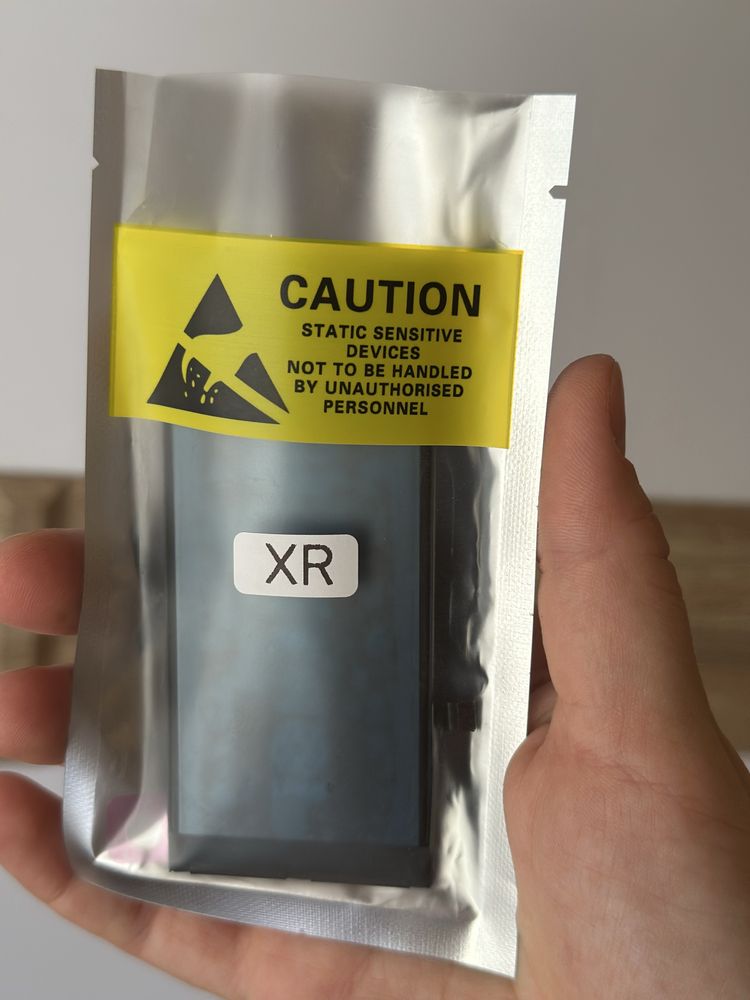 CAUTION
STATIC SENSITIVE
DEVICES
NOT TO BE HANDLED
BY UNAUTHORISED
PERSONNEL
XR